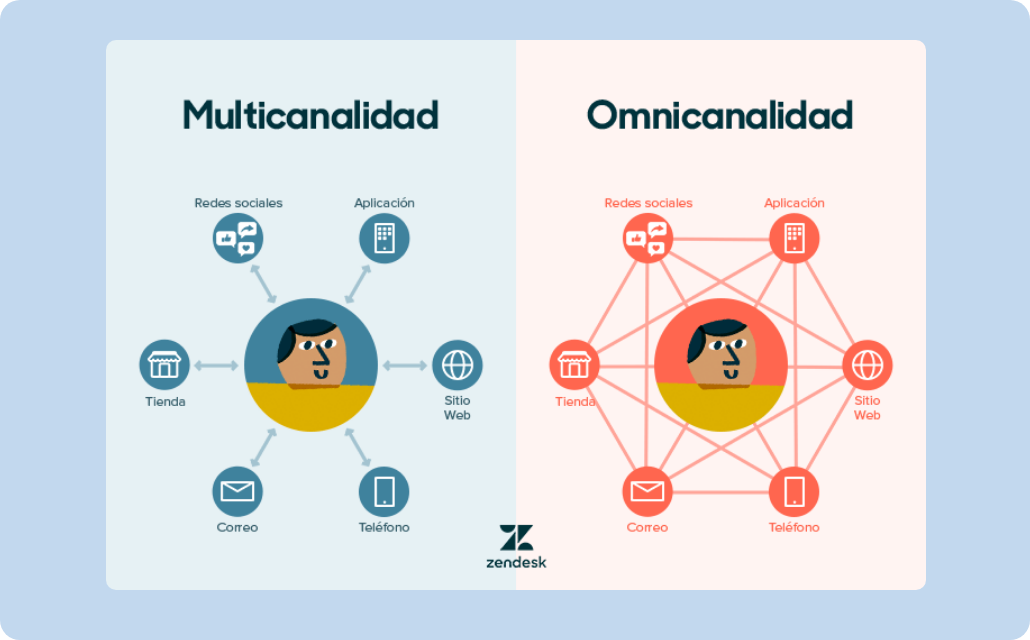 Multicanalidad
Redes sociales
Aplicación
Tienda
Sitio
Web
Correo
Teléfono
Omnicanalidad
Redes sociales
Aplicación
Tienda
Sitio
Web
Correo
Teléfono
zendesk